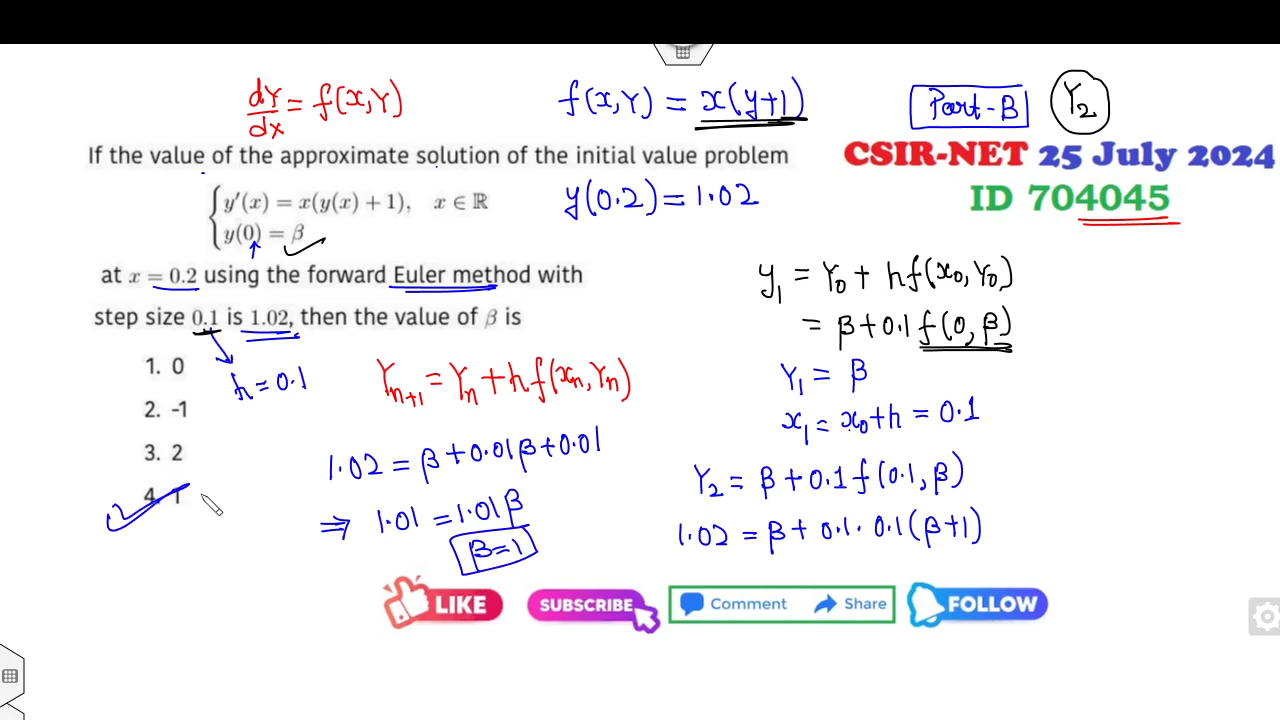 dY/dx = f(x,Y)
f(x,Y) = x(y+1)
Part-B
Y₂
If the value of the approximate solution of the initial value problem
CSIR-NET 25 July 2024
ID 704045
{ y′(x) = x(y(x) + 1), x ∈ ℝ
y(0) = β
y(0.2) = 1.02
at x = 0.2 using the forward Euler method with
step size 0.1 is 1.02, then the value of β is
1. 0
2. -1
3. 2
4. 1
h = 0.1
Yₙ₊₁ = Yₙ + hf(xₙ,Yₙ)
1.02 = β + 0.01β + 0.01
⇒ 1.01 = 1.01β
β = 1
y₁ = Y₀ + hf(x₀,Y₀)
= β + 0.1 f(0, β)
Y₁ = β
x₁ = x₀ + h = 0.1
Y₂ = β + 0.1 f(0.1, β)
1.02 = β + 0.1 · 0.1(β+1)
LIKE
SUBSCRIBE
Comment
Share
FOLLOW